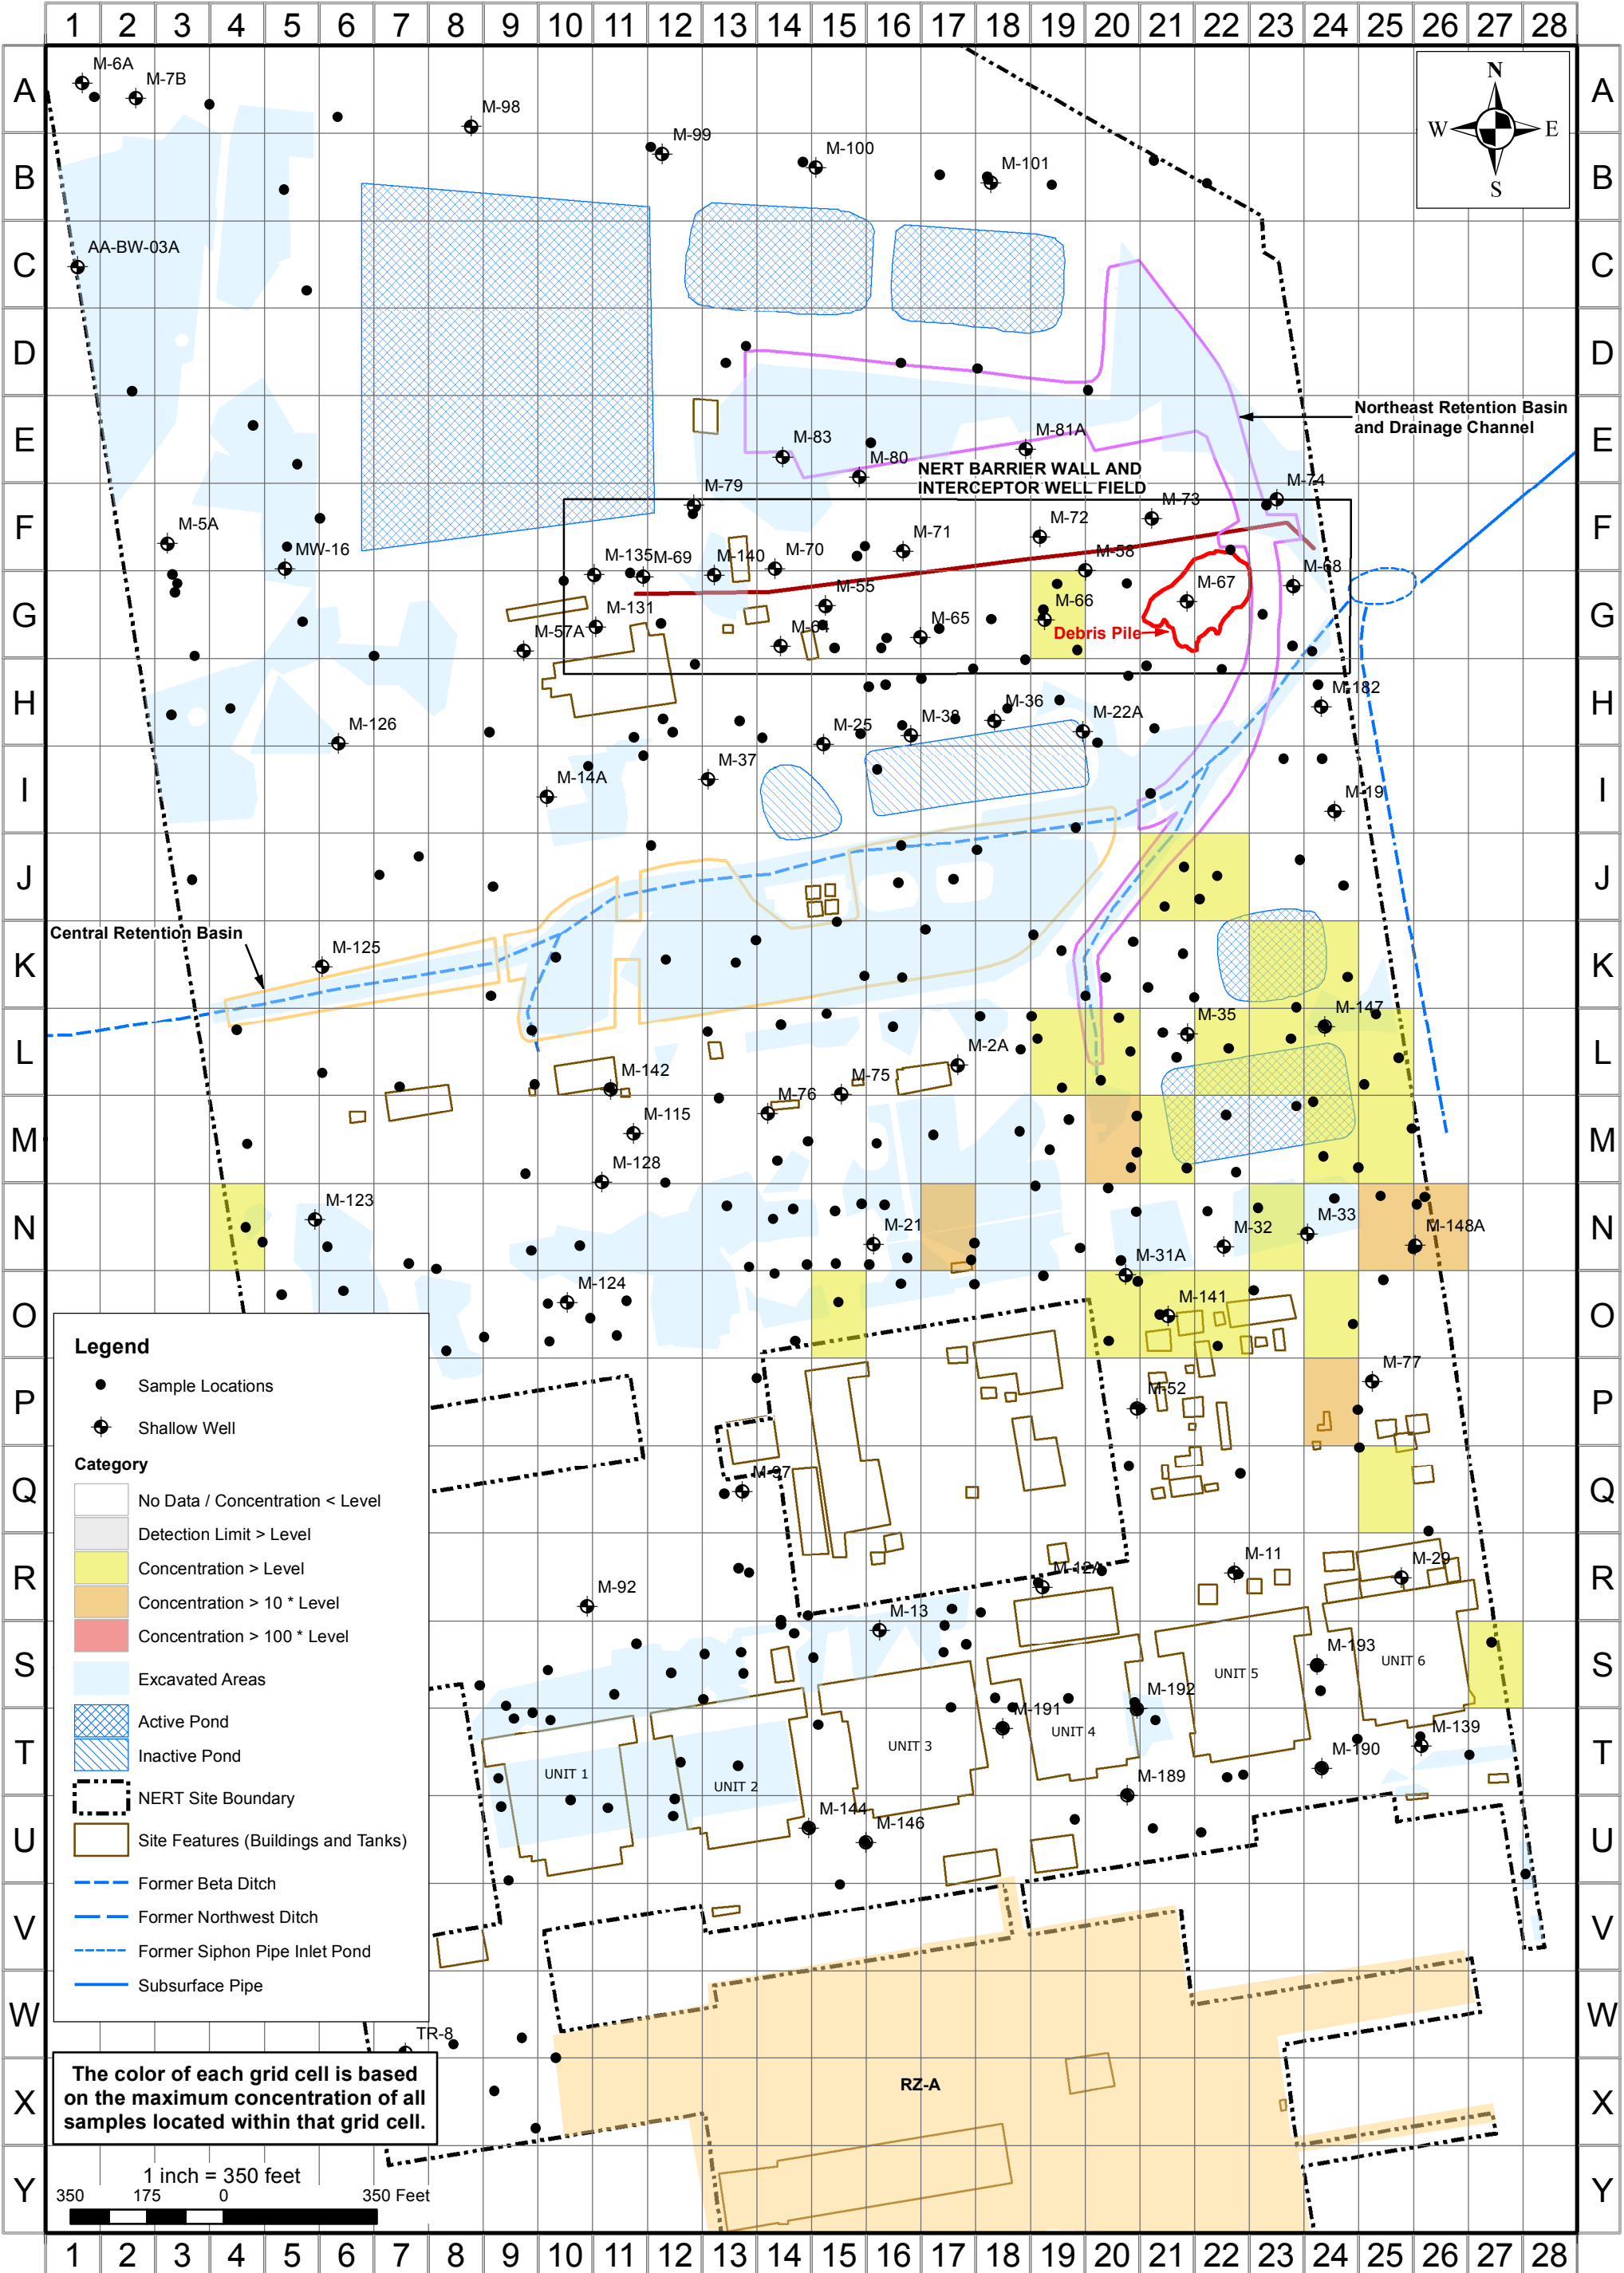 1 2 3 4 5 6 7 8 9 10 11 12 13 14 15 16 17 18 19 20 21 22 23 24 25 26 27 28
A
M-6A
M-7B
M-98
N
W E
S
A
B
M-99
M-100
M-101
B
C
AA-BW-03A
C
D
D
E
M-83
M-80
M-81A
Northeast Retention Basin
and Drainage Channel
E
NERT BARRIER WALL AND
INTERCEPTOR WELL FIELD
M-79
M-74
F
M-5A
MW-16
M-135
M-69
M-140
M-70
M-71
M-72
M-73
M-58
M-68
F
G
M-57A
M-131
M-64
M-55
M-65
M-66
M-67
Debris Pile
G
H
M-126
M-25
M-38
M-36
M-22A
M-182
H
I
M-14A
M-37
M-19
I
J
J
Central Retention Basin
K
M-125
K
L
M-142
M-75
M-2A
M-35
M-147
L
M
M-115
M-76
M-128
M
N
M-123
M-21
M-31A
M-32
M-33
M-148A
N
O
M-124
M-141
O
P
M-52
M-77
P
Q
M-97
Q
R
M-92
M-12A
M-11
M-29
R
S
M-13
M-193
M-192
UNIT 5
UNIT 6
S
T
UNIT 1
UNIT 2
UNIT 3
M-191
UNIT 4
M-190
M-139
T
U
M-144
M-146
M-189
U
V
V
W
TR-8
W
X
RZ-A
X
Y
Y
Legend
Sample Locations
Shallow Well
Category
No Data / Concentration < Level
Detection Limit > Level
Concentration > Level
Concentration > 10 * Level
Concentration > 100 * Level
Excavated Areas
Active Pond
Inactive Pond
NERT Site Boundary
Site Features (Buildings and Tanks)
Former Beta Ditch
Former Northwest Ditch
Former Siphon Pipe Inlet Pond
Subsurface Pipe
The color of each grid cell is based
on the maximum concentration of all
samples located within that grid cell.
1 inch = 350 feet
350 175 0 350 Feet
1 2 3 4 5 6 7 8 9 10 11 12 13 14 15 16 17 18 19 20 21 22 23 24 25 26 27 28